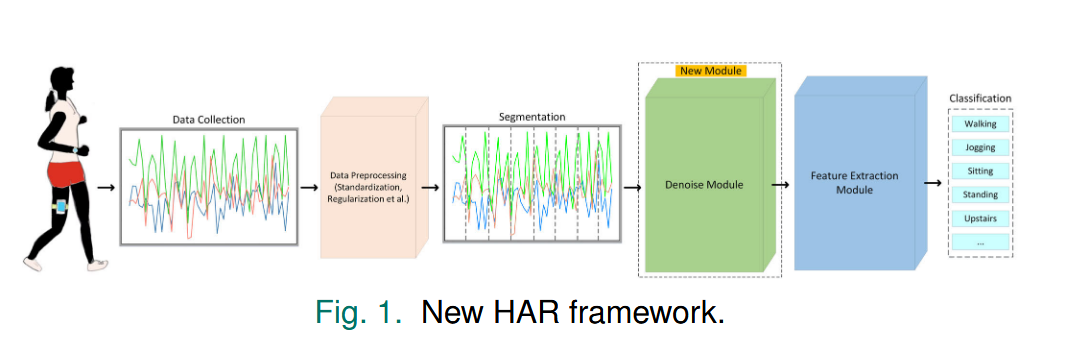 Data Collection
Data Preprocessing
(Standardization,
Regularization et al.)
Segmentation
New Module
Denoise Module
Feature Extraction
Module
Classification
Walking
Jogging
Sitting
Standing
Upstairs
...
Fig. 1. New HAR framework.